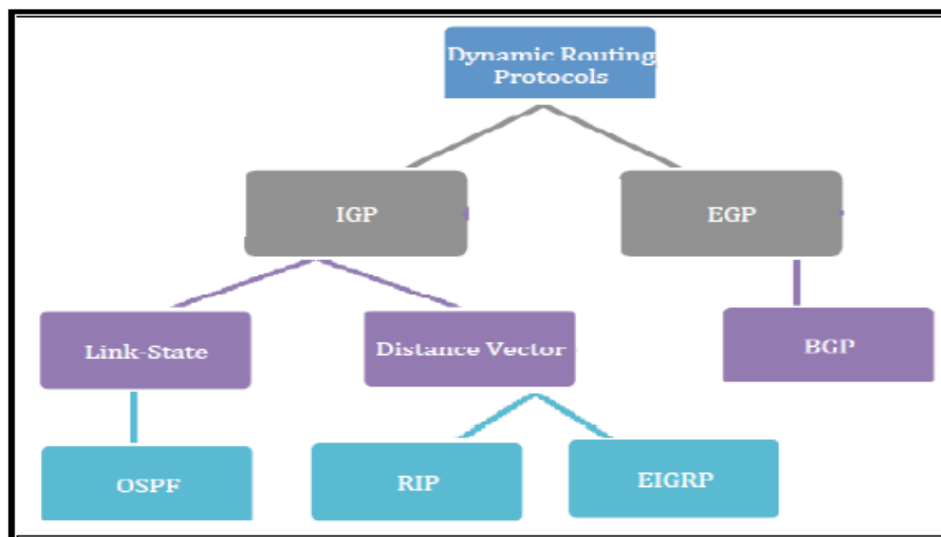 Dynamic Routing
Protocols
IGP
EGP
Link-State
Distance Vector
BGP
OSPF
RIP
EIGRP